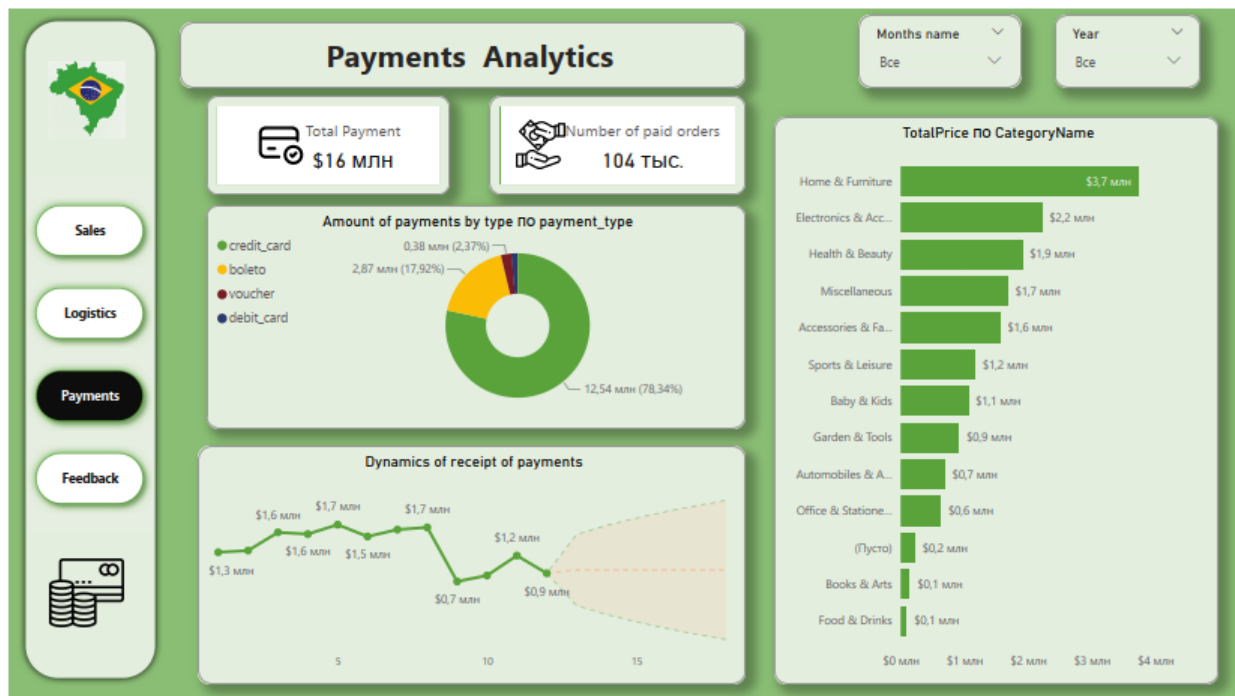 Payments Analytics
Months name
Все
Year
Все
Sales
Logistics
Payments
Feedback
Total Payment
$16 млн
Number of paid orders
104 тыс.
Amount of payments by type по payment_type
credit_card
boleto
voucher
debit_card
0,38 млн (2,37%)
2,87 млн (17,92%)
12,54 млн (78,34%)
Dynamics of receipt of payments
$1,3 млн
$1,6 млн
$1,6 млн
$1,7 млн
$1,5 млн
$1,7 млн
$0,7 млн
$1,2 млн
$0,9 млн
5
10
15
TotalPrice по CategoryName
Home & Furniture
$3,7 млн
Electronics & Acc...
$2,2 млн
Health & Beauty
$1,9 млн
Miscellaneous
$1,7 млн
Accessories & Fa...
$1,6 млн
Sports & Leisure
$1,2 млн
Baby & Kids
$1,1 млн
Garden & Tools
$0,9 млн
Automobiles & A...
$0,7 млн
Office & Statione...
$0,6 млн
(Пусто)
$0,2 млн
Books & Arts
$0,1 млн
Food & Drinks
$0,1 млн
$0 млн
$1 млн
$2 млн
$3 млн
$4 млн